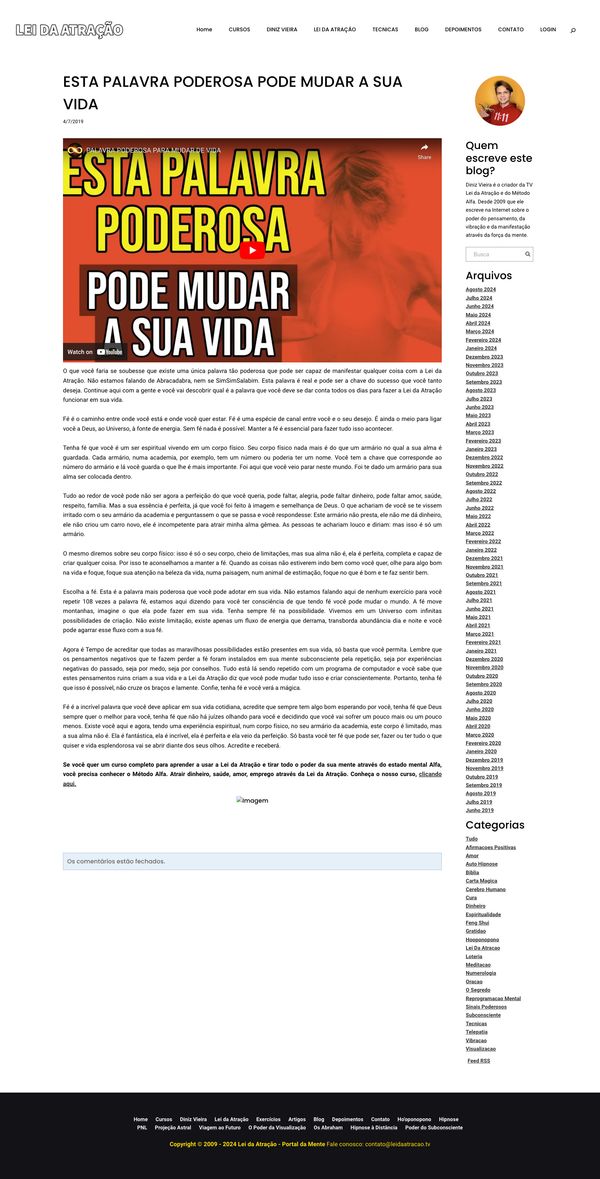 LEI DA ATRAÇÃO
Home CURSOS DINIZ VIEIRA LEI DA ATRAÇÃO TECNICAS BLOG DEPOIMENTOS CONTATO LOGIN
ESTA PALAVRA PODEROSA PODE MUDAR A SUA
VIDA
4/7/2019
PALAVRA PODEROSA PARA MUDAR DE VIDA
Share
ESTA PALAVRA
PODEROSA
PODE MUDAR
A SUA VIDA
Watch on YouTube
O que você faria se soubesse que existe uma única palavra tão poderosa que pode ser capaz de manifestar qualquer coisa com a Lei da
Atração. Não estamos falando de Abracadabra, nem se SimSimSalabim. Esta palavra é real e pode ser a chave do sucesso que você tanto
deseja. Continue aqui com a gente e você vai descobrir qual é a palavra que você deve se dar conta todos os dias para fazer a Lei da Atração
funcionar em sua vida.
Fé é o caminho entre onde você está e onde você quer estar. Fé é uma espécie de canal entre você e o seu desejo. É ainda o meio para ligar
você a Deus, ao Universo, à fonte de energia. Sem fé nada é possível. Manter a fé é essencial para fazer tudo isso acontecer.
Tenha fé que você é um ser espiritual vivendo em um corpo físico. Seu corpo físico nada mais é do que um armário no qual a sua alma é
guardada. Cada armário, numa academia, por exemplo, tem um número ou poderia ter um nome. Você tem a chave que corresponde ao
número do armário e lá você guarda o que lhe é mais importante. Foi aqui que você veio parar neste mundo. Foi te dado um armário para sua
alma ser colocada dentro.
Tudo ao redor de você pode não ser agora a perfeição do que você queria, pode faltar, alegria, pode faltar dinheiro, pode faltar amor, saúde,
respeito, família. Mas a sua essência é perfeita, já que você foi feito à imagem e semelhança de Deus. O que achariam de você se te vissem
irritado com o seu armário da academia e perguntassem o que se passa e você respondesse: Este armário não presta, ele não me dá dinheiro,
ele não criou um carro novo, ele é incompetente para atrair minha alma gêmea. As pessoas te achariam louco e diriam: mas isso é só um
armário.
O mesmo diremos sobre seu corpo físico: isso é só o seu corpo, cheio de limitações, mas sua alma não é, ela é perfeita, completa e capaz de
criar qualquer coisa. Por isso te aconselhamos a manter a fé. Quando as coisas não estiverem indo bem como você quer, olhe para algo bom
na vida e foque, foque sua atenção na beleza da vida, numa paisagem, num animal de estimação, foque no que é bom e te faz sentir bem.
Escolha a fé. Esta é a palavra mais poderosa que você pode adotar em sua vida. Não estamos falando aqui de nenhum exercício para você
repetir 108 vezes a palavra fé, estamos aqui dizendo para você ter consciência de que tendo fé você pode mudar o mundo. A fé move
montanhas, imagine o que ela pode fazer em sua vida. Tenha sempre fé na possibilidade. Vivemos em um Universo com infinitas
possibilidades de criação. Não existe limitação, existe apenas um fluxo de energia que derrama, transborda abundância dia e noite e você
pode agarrar esse fluxo com a sua fé.
Agora é Tempo de acreditar que todas as maravilhosas possibilidades estão presentes em sua vida, só basta que você permita. Lembre que
os pensamentos negativos que te fazem perder a fé foram instalados em sua mente subconsciente pela repetição, seja por experiências
negativas do passado, seja por medo, seja por conselhos. Tudo está lá sendo repetido com um programa de computador e você sabe que
estes pensamentos ruins criam a sua vida e a Lei da Atração diz que você pode mudar tudo isso e criar conscientemente. Portanto, tenha fé
que isso é possível, não cruze os braços e lamente. Confie, tenha fé e você verá a mágica.
Fé é a incrível palavra que você deve aplicar em sua vida cotidiana, acredite que sempre tem algo bom esperando por você, tenha fé que Deus
sempre quer o melhor para você, tenha fé que não há juízes olhando para você e decidindo que você vai sofrer um pouco mais ou um pouco
menos. Existe você aqui e agora, tendo uma experiência espiritual, num corpo físico, no seu armário da academia, este corpo é limitado, mas
a sua alma não é. Ela é fantástica, ela é incrível, ela é perfeita e ela veio da perfeição. Só basta você ter fé que pode ser, fazer ou ter tudo o que
quiser e vida esplendorosa vai se abrir diante dos seus olhos. Acredite e receberá.
Se você quer um curso completo para aprender a usar a Lei da Atração e tirar todo o poder da sua mente através do estado mental Alfa,
você precisa conhecer o Método Alfa. Atrair dinheiro, saúde, amor, emprego através da Lei da Atração. Conheça o nosso curso, clicando
aqui.
Imagem
Os comentários estão fechados.
11:11
Quem
escreve este
blog?
Diniz Vieira é o criador da TV
Lei da Atração e do Método
Alfa. Desde 2009 que ele
escreve na Internet sobre o
poder do pensamento, da
vibração e da manifestação
através da força da mente.
Busca
Arquivos
Agosto 2024
Julho 2024
Junho 2024
Maio 2024
Abril 2024
Março 2024
Fevereiro 2024
Janeiro 2024
Dezembro 2023
Novembro 2023
Outubro 2023
Setembro 2023
Agosto 2023
Julho 2023
Junho 2023
Maio 2023
Abril 2023
Março 2023
Fevereiro 2023
Janeiro 2023
Dezembro 2022
Novembro 2022
Outubro 2022
Setembro 2022
Agosto 2022
Julho 2022
Junho 2022
Maio 2022
Abril 2022
Março 2022
Fevereiro 2022
Janeiro 2022
Dezembro 2021
Novembro 2021
Outubro 2021
Setembro 2021
Agosto 2021
Julho 2021
Junho 2021
Maio 2021
Abril 2021
Março 2021
Fevereiro 2021
Janeiro 2021
Dezembro 2020
Novembro 2020
Outubro 2020
Setembro 2020
Agosto 2020
Julho 2020
Junho 2020
Maio 2020
Abril 2020
Março 2020
Fevereiro 2020
Janeiro 2020
Dezembro 2019
Novembro 2019
Outubro 2019
Setembro 2019
Agosto 2019
Julho 2019
Junho 2019
Categorias
Tudo
Afirmacoes Positivas
Amor
Auto Hipnose
Bíblia
Carta Magica
Cerebro Humano
Cura
Dinheiro
Espiritualidade
Feng Shui
Gratidao
Hooponopono
Lei Da Atracao
Loteria
Meditacao
Numerologia
Oracao
O Segredo
Reprogramacao Mental
Sinais Poderosos
Subconsciente
Tecnicas
Telepatia
Vibracao
Visualizacao
Feed RSS
Home Cursos Diniz Vieira Lei da Atração Exercícios Artigos Blog Depoimentos Contato Ho'oponopono Hipnose
PNL Projeção Astral Viagem ao Futuro O Poder da Visualização Os Abraham Hipnose à Distância Poder do Subconsciente
Copyright © 2009 - 2024 Lei da Atração - Portal da Mente Fale conosco: contato@leidaatracao.tv